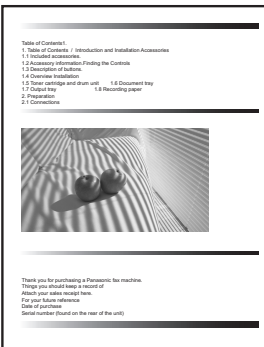 Table of Contents1.
1. Table of Contents / Introduction and Installation Accessories
1.1 Included accessories.
1.2 Accessory information.Finding the Controls
1.3 Description of buttons.
1.4 Overview Installation
1.5 Toner cartridge and drum unit 1.6 Document tray
1.7 Output tray 1.8 Recording paper
2. Preparation
2.1 Connections
Thank you for purchasing a Panasonic fax machine.
Things you should keep a record of
Attach your sales receipt here.
For your future reference
Date of purchase
Serial number (found on the rear of the unit)